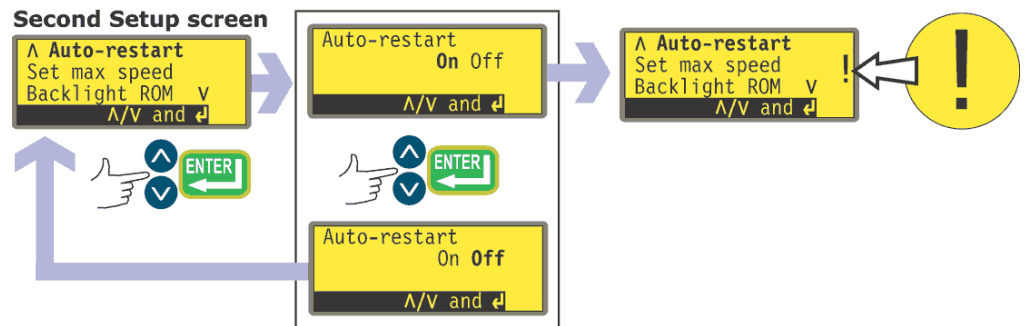 Second Setup screen
∧ Auto-restart
Set max speed
Backlight ROM ∨
∧/∨ and ↲
ENTER
Auto-restart
On Off
∧/∨ and ↲
ENTER
Auto-restart
On Off
∧/∨ and ↲
∧ Auto-restart
Set max speed !
Backlight ROM ∨
∧/∨ and ↲
!